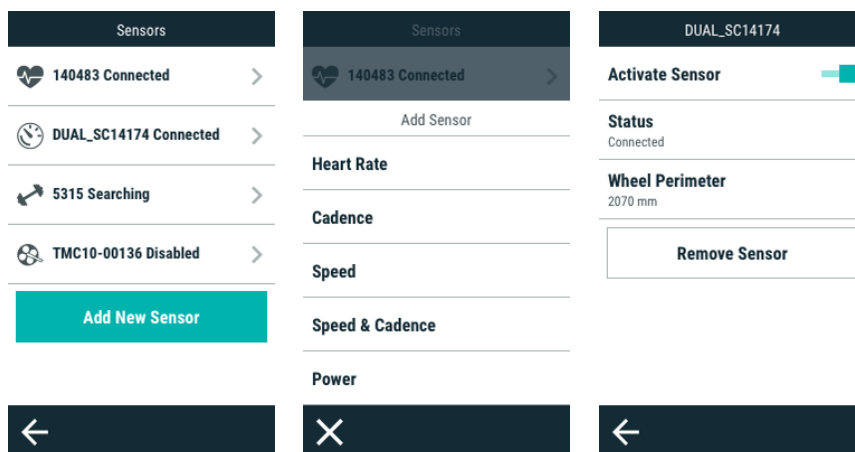 Sensors
140483 Connected
DUAL_SC14174 Connected
5315 Searching
TMC10-00136 Disabled
Add New Sensor
Sensors
140483 Connected
Add Sensor
Heart Rate
Cadence
Speed
Speed & Cadence
Power
DUAL_SC14174
Activate Sensor
Status
Connected
Wheel Perimeter
2070 mm
Remove Sensor